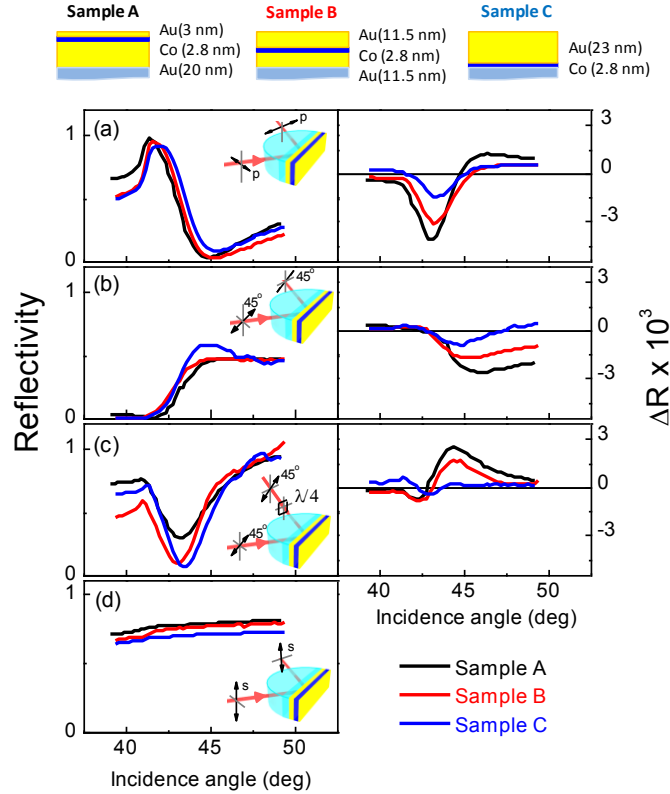 Sample A
Sample B
Sample C
Au(3 nm)
Co (2.8 nm)
Au(20 nm)
Au(11.5 nm)
Co (2.8 nm)
Au(11.5 nm)
Au(23 nm)
Co (2.8 nm)
Reflectivity
(a)
1
0
p
p
3
0
-3
(b)
1
0
45°
45°
3
0
-3
(c)
1
0
45°
λ/4
45°
3
0
-3
40 45 50
Incidence angle (deg)
ΔR x 10³
(d)
1
0
s
s
40 45 50
Incidence angle (deg)
Sample A
Sample B
Sample C